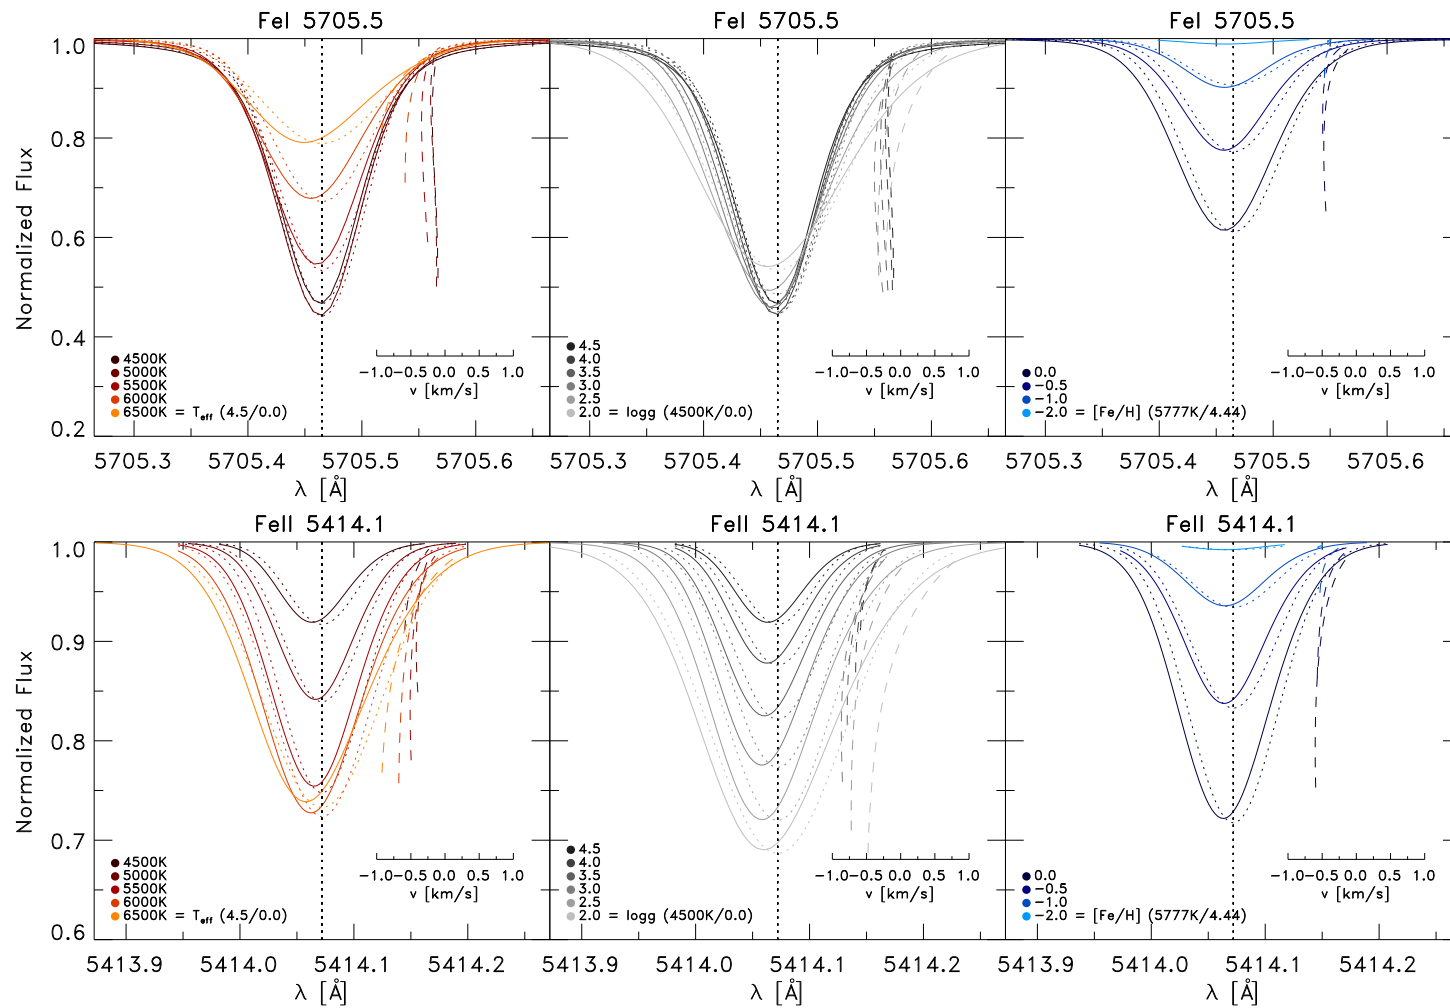 FeI 5705.5
FeI 5705.5
FeI 5705.5
Normalized Flux
1.0
0.8
0.6
0.4
0.2
4500K
5000K
5500K
6000K
6500K = Teff (4.5/0.0)
−1.0−0.5 0.0 0.5 1.0
v [km/s]
4.5
4.0
3.5
3.0
2.5
2.0 = logg (4500K/0.0)
−1.0−0.5 0.0 0.5 1.0
v [km/s]
0.0
−0.5
−1.0
−2.0 = [Fe/H] (5777K/4.44)
−1.0−0.5 0.0 0.5 1.0
v [km/s]
5705.3 5705.4 5705.5 5705.6
5705.3 5705.4 5705.5 5705.6
5705.3 5705.4 5705.5 5705.6
λ [Å]
λ [Å]
λ [Å]
FeII 5414.1
FeII 5414.1
FeII 5414.1
Normalized Flux
1.0
0.9
0.8
0.7
0.6
4500K
5000K
5500K
6000K
6500K = Teff (4.5/0.0)
−1.0−0.5 0.0 0.5 1.0
v [km/s]
4.5
4.0
3.5
3.0
2.5
2.0 = logg (4500K/0.0)
−1.0−0.5 0.0 0.5 1.0
v [km/s]
0.0
−0.5
−1.0
−2.0 = [Fe/H] (5777K/4.44)
−1.0−0.5 0.0 0.5 1.0
v [km/s]
5413.9 5414.0 5414.1 5414.2
5413.9 5414.0 5414.1 5414.2
5413.9 5414.0 5414.1 5414.2
λ [Å]
λ [Å]
λ [Å]